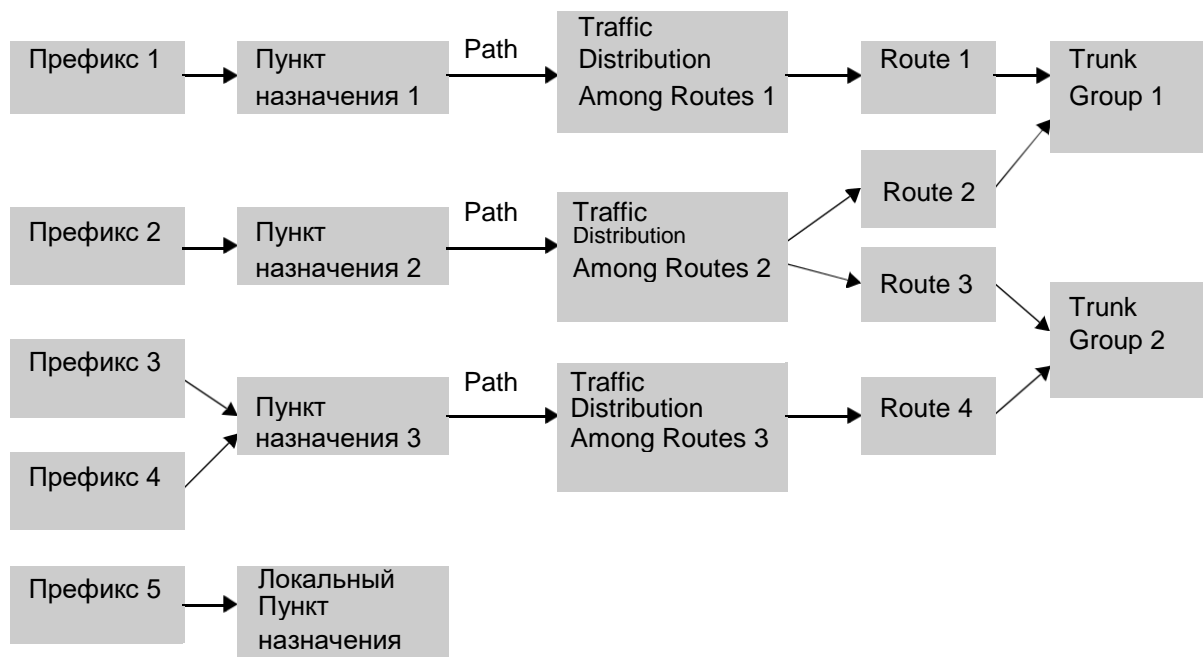 Префикс 1
Пункт
назначения 1
Path
Traffic
Distribution
Among Routes 1
Route 1
Trunk
Group 1
Префикс 2
Пункт
назначения 2
Path
Traffic
Distribution
Among Routes 2
Route 2
Route 3
Trunk
Group 2
Префикс 3
Префикс 4
Пункт
назначения 3
Path
Traffic
Distribution
Among Routes 3
Route 4
Префикс 5
Локальный
Пункт
назначения